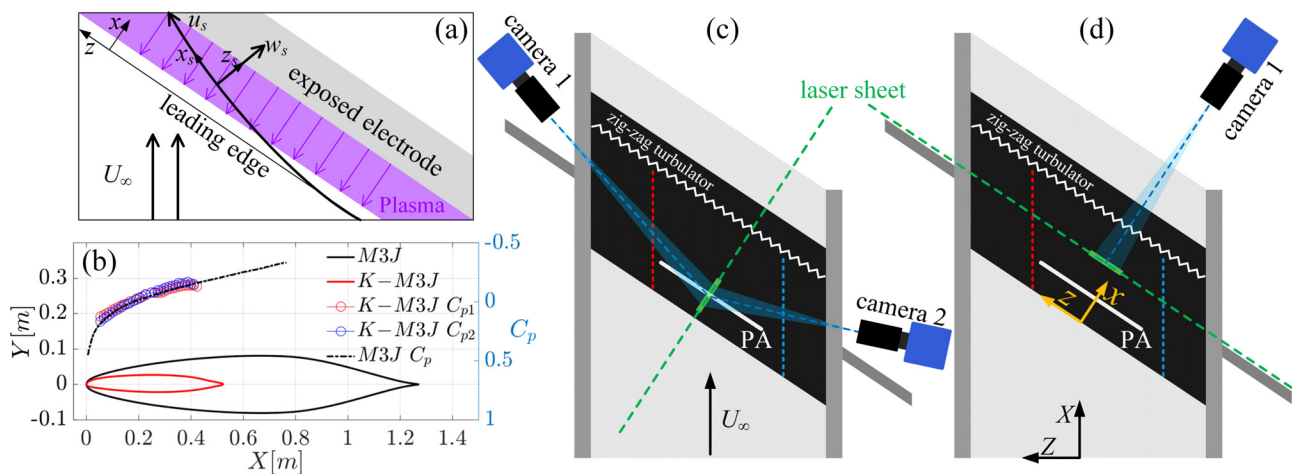 (a)
u_s
x
z
x_s
z_s
w_s
exposed electrode
leading edge
U_∞
Plasma
(b)
M3J
K−M3J
K−M3J C_p1
K−M3J C_p2
M3J C_p
Y[m]
0.3
0.2
0.1
0
-0.1
-0.5
0
0.5
1
C_p
0
0.2
0.4
0.6
0.8
1
1.2
1.4
X[m]
(c)
camera 1
laser sheet
zig-zag turbulator
camera 2
PA
U_∞
(d)
camera 1
zig-zag turbulator
z
x
PA
X
Z